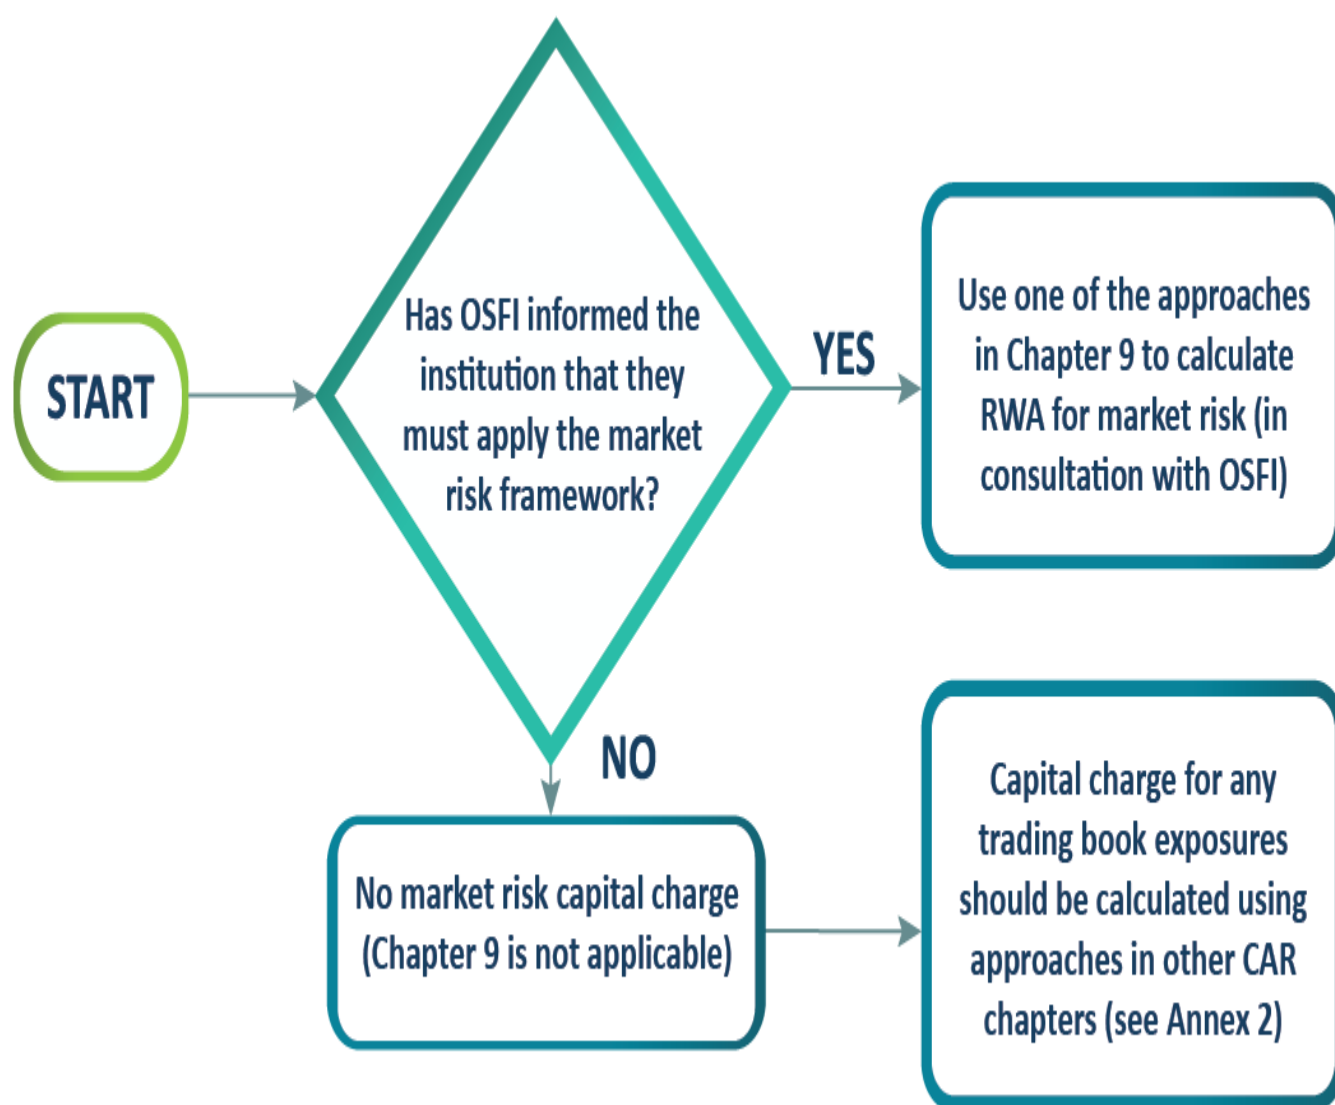 START
Has OSFI informed the
institution that they
must apply the market
risk framework?
YES
Use one of the approaches
in Chapter 9 to calculate
RWA for market risk (in
consultation with OSFI)
NO
No market risk capital charge
(Chapter 9 is not applicable)
Capital charge for any
trading book exposures
should be calculated using
approaches in other CAR
chapters (see Annex 2)